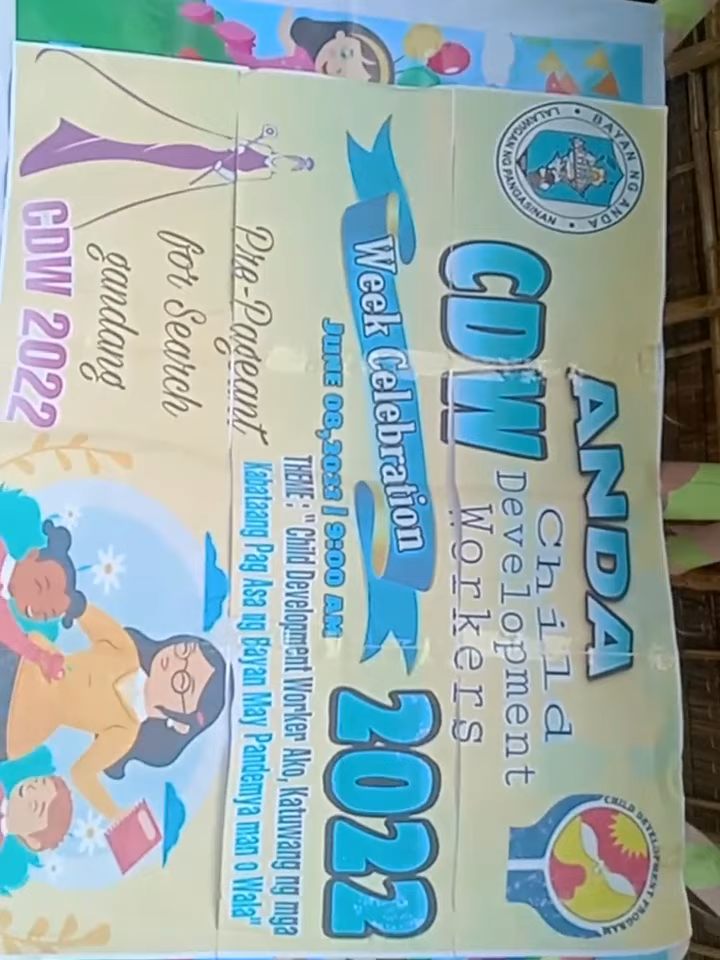 BAYAN NG ANDA
LALAWIGAN NG PANGASINAN
ANDA
CDW
Child
Development
Workers
CHILD DEVELOPMENT PROGRAM
Week Celebration
2022
JUNE 08, 2022 | 9:00 AM
THEME: "Child Development Worker Ako, Katuwang ng mga
Kabataang Pag Asa ng Bayan May Pandemya man o Wala"
Pre-Pageant
for Search
gandang
CDW 2022